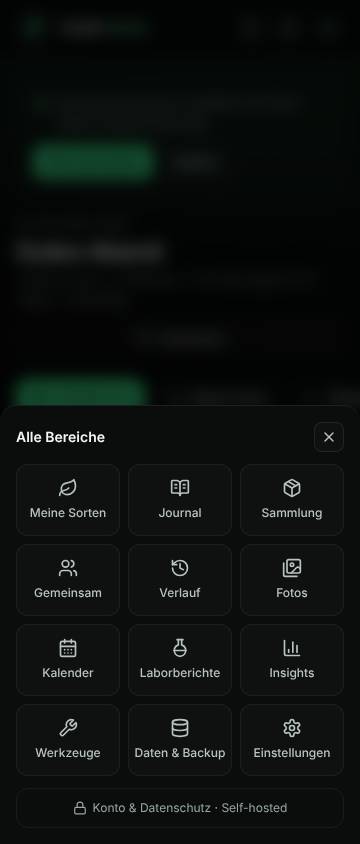 Alle Bereiche
Meine Sorten
Journal
Sammlung
Gemeinsam
Verlauf
Fotos
Kalender
Laborberichte
Insights
Werkzeuge
Daten & Backup
Einstellungen
Konto & Datenschutz · Self-hosted